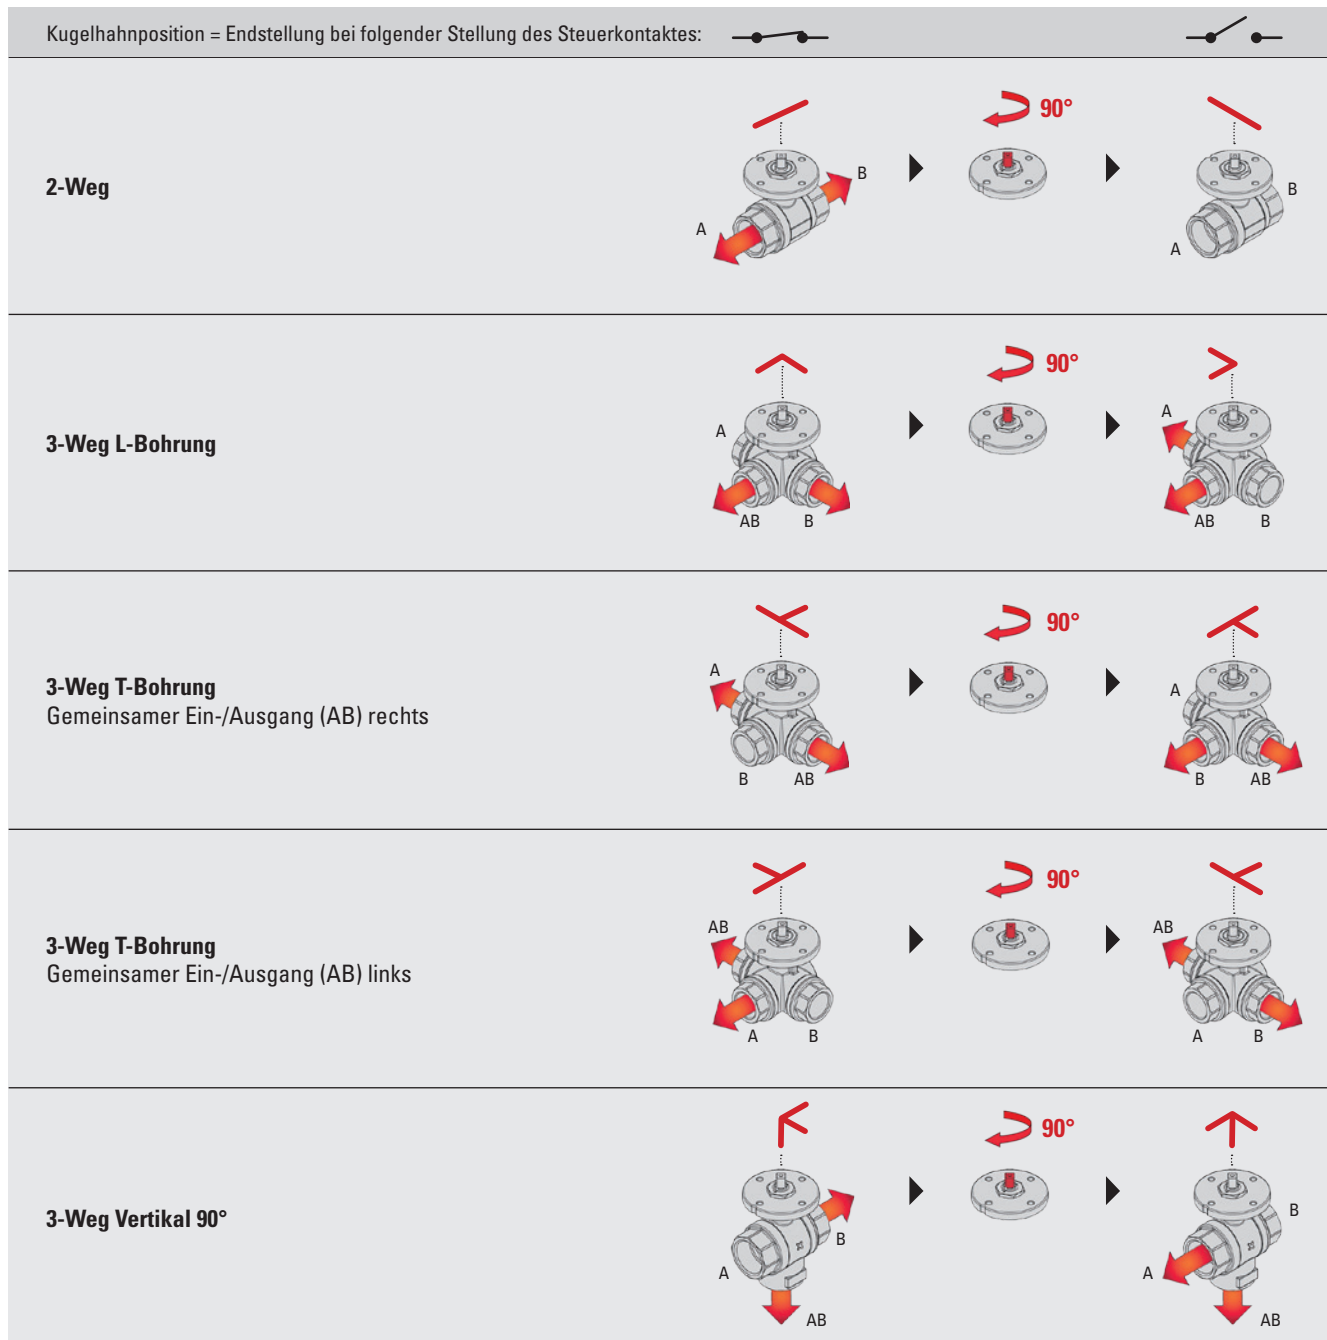 Kugelhahnposition = Endstellung bei folgender Stellung des Steuerkontaktes:
2-Weg
A
B
90°
A
B
3-Weg L-Bohrung
A
AB
B
90°
A
AB
B
3-Weg T-Bohrung
Gemeinsamer Ein-/Ausgang (AB) rechts
A
B
AB
90°
A
B
AB
3-Weg T-Bohrung
Gemeinsamer Ein-/Ausgang (AB) links
AB
A
B
90°
AB
A
B
3-Weg Vertikal 90°
A
B
AB
90°
B
A
AB